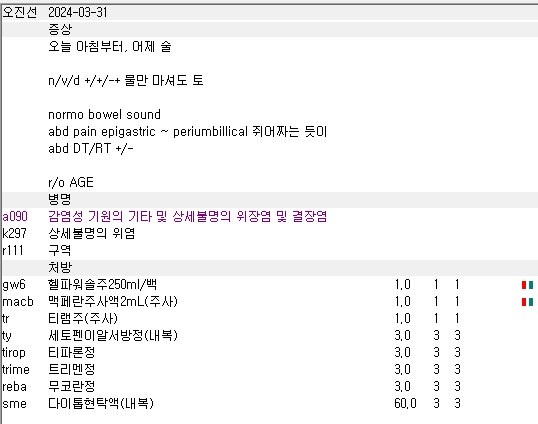 오진선 2024-03-31
증상
오늘 아침부터, 어제 술
n/v/d +/+/-+ 물만 마셔도 토
normo bowel sound
abd pain epigastric ~ periumbillical 쥐어짜는 듯이
abd DT/RT +/-
r/o AGE
병명
a090 감염성 기원의 기타 및 상세불명의 위장염 및 결장염
k297 상세불명의 위염
r111 구역
처방
gw6 헬파워솔주250ml/백 1.0 1 1
macb 맥페란주사액2mL(주사) 1.0 1 1
tr 티램주(주사) 1.0 1 1
ty 세토펜이알서방정(내복) 3.0 3 3
tirop 티파론정 3.0 3 3
trime 트리멘정 3.0 3 3
reba 무코란정 3.0 3 3
sme 다이톱현탁액(내복) 60.0 3 3